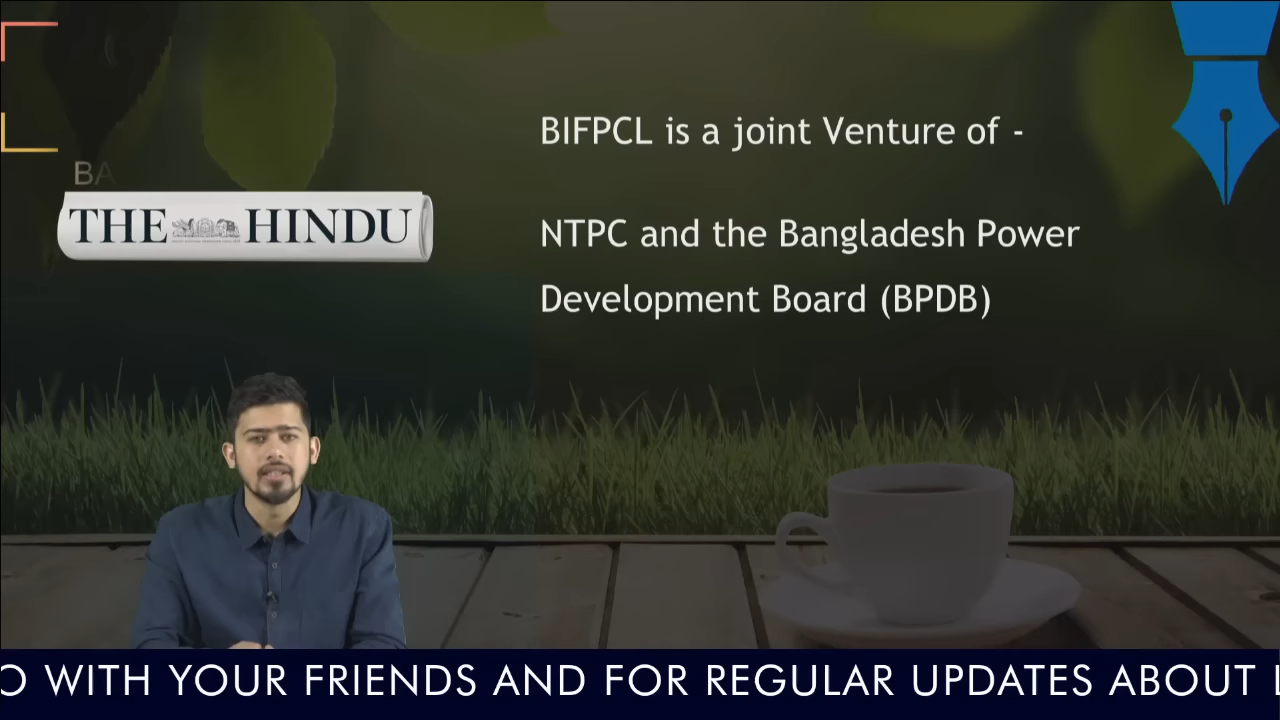 BIFPCL is a joint Venture of -
BA
THE HINDU
NTPC and the Bangladesh Power
Development Board (BPDB)
WITH YOUR FRIENDS AND FOR REGULAR UPDATES ABOUT